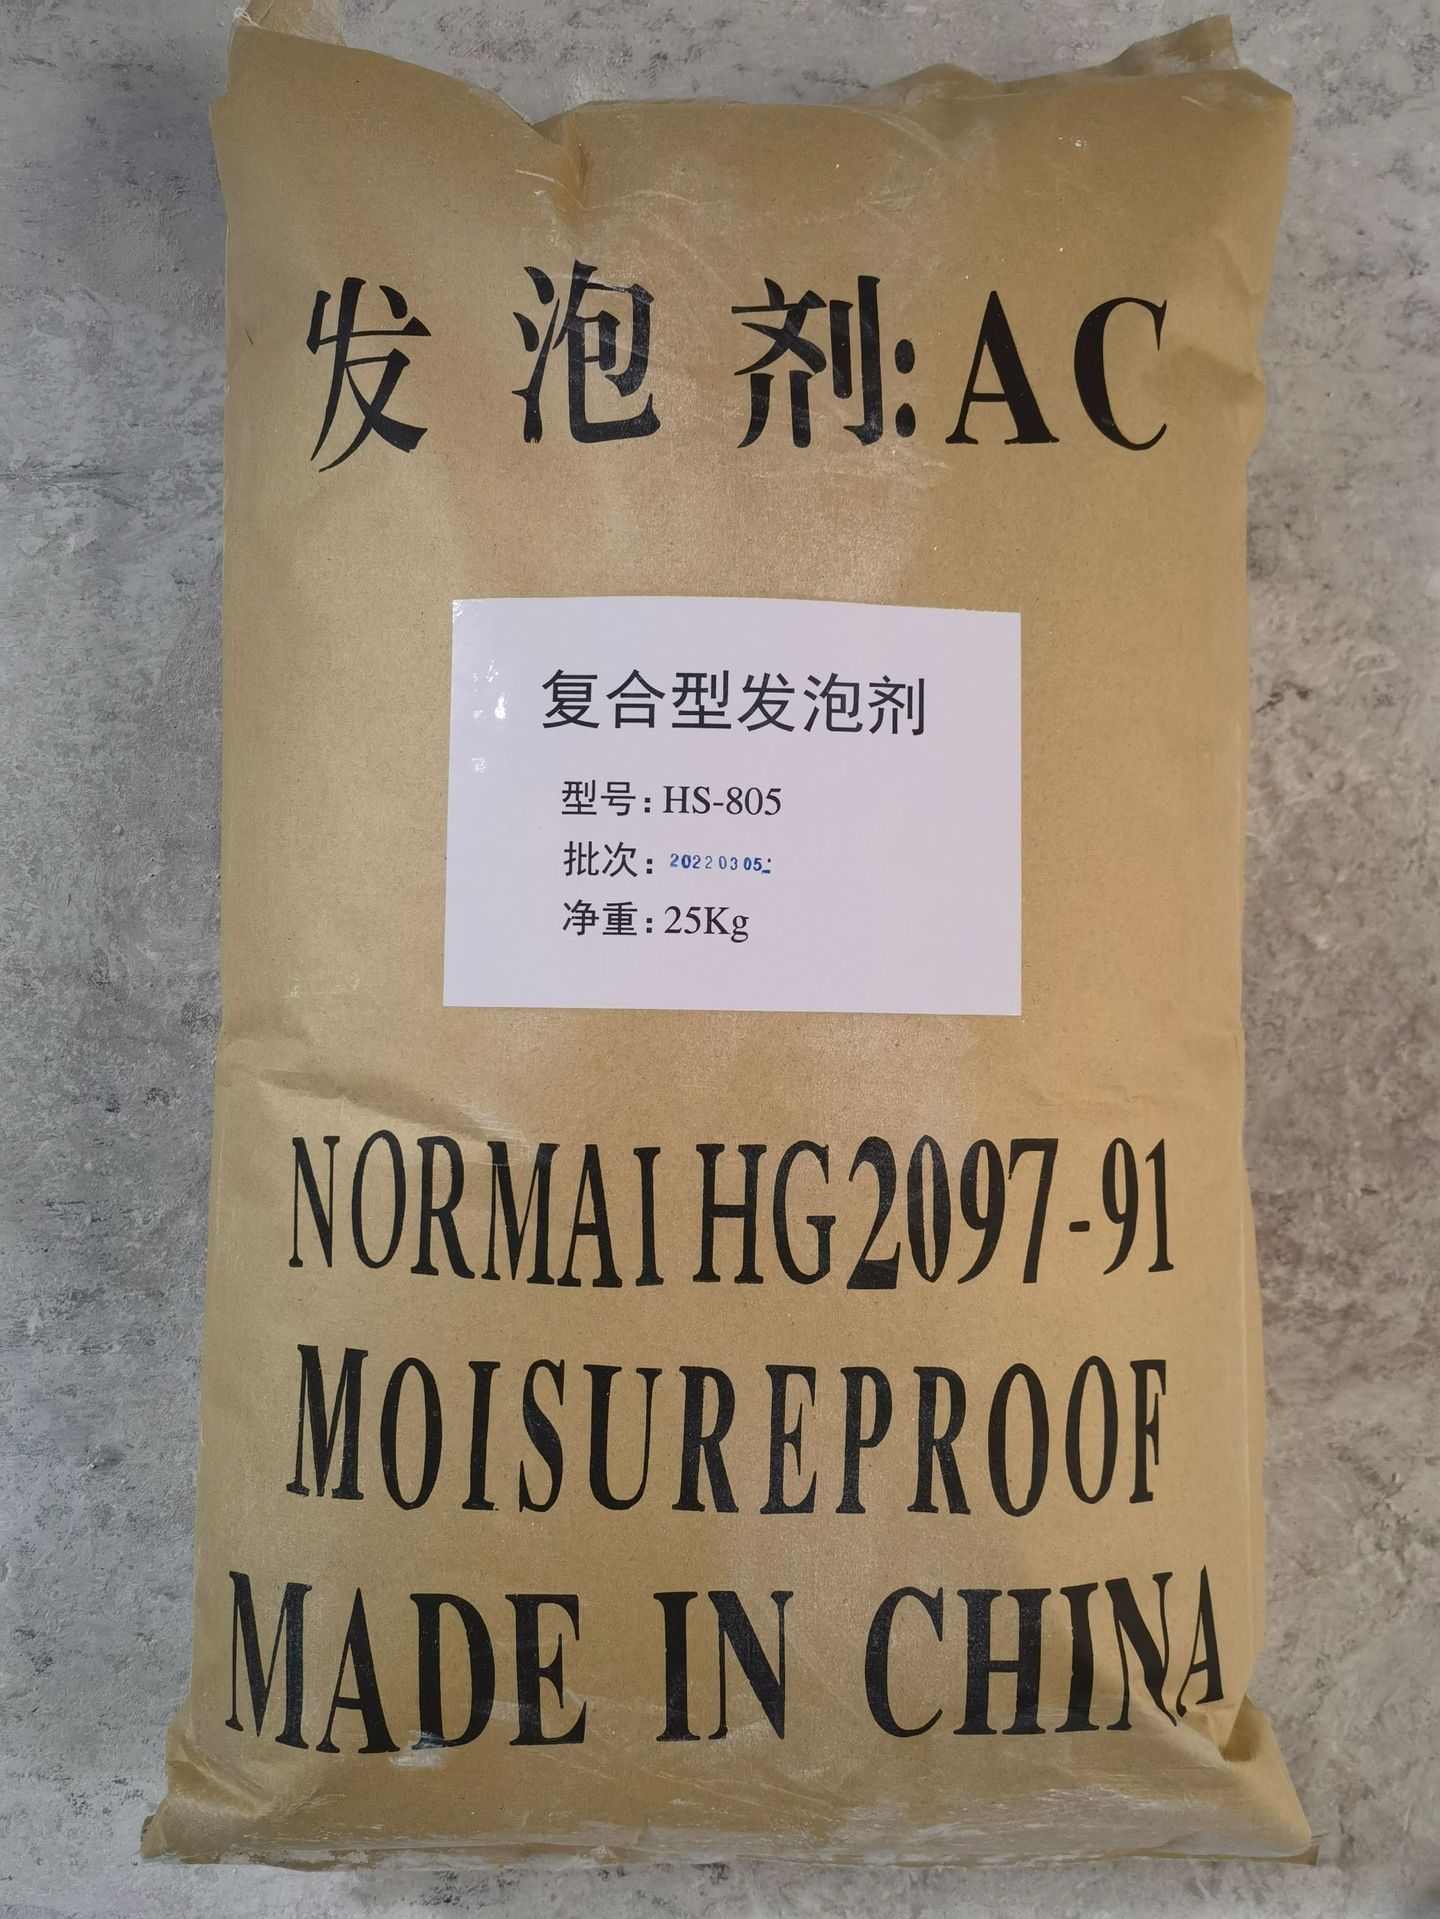 发泡剂:AC
复合型发泡剂
型号:HS-805
批次:20220305
净重:25Kg
NORMAI HG2097-91
MOISUREPROOF
MADE IN CHINA